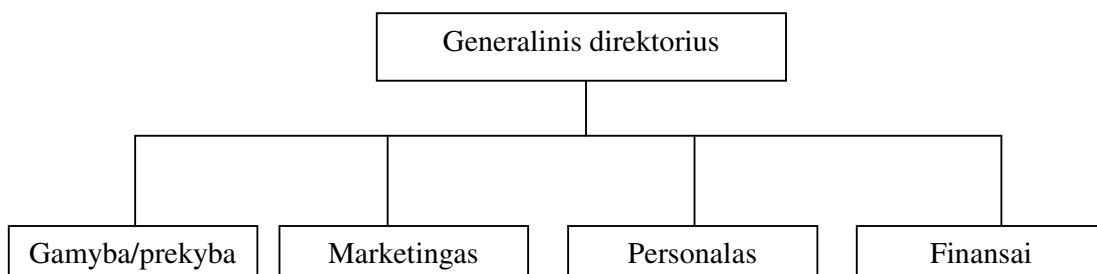 Generalinis direktorius
Gamyba/prekyba
Marketingas
Personalas
Finansai